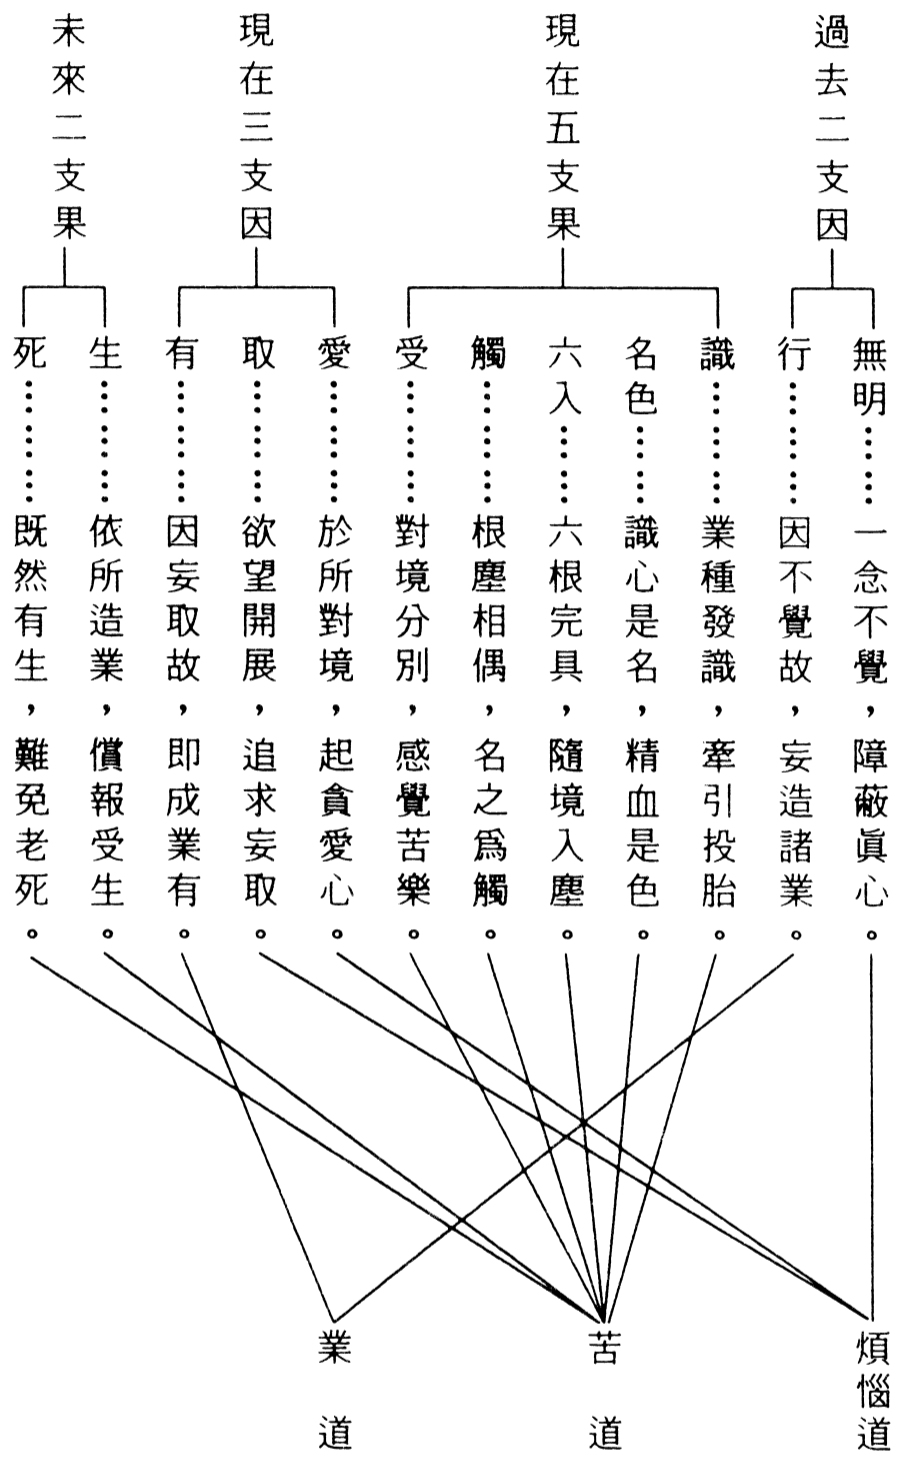 過去二支因
現在五支果
現在三支因
未來二支果
無明………一念不覺，障蔽眞心。
行…………因不覺故，妄造諸業。
識…………業種發識，牽引投胎。
名色………識心是名，精血是色。
六入………六根完具，隨境入塵。
觸…………根塵相偶，名之爲觸。
受…………對境分別，感覺苦樂。
愛…………於所對境，起貪愛心。
取…………欲望開展，追求妄取。
有…………因妄取故，即成業有。
生…………依所造業，償報受生。
死…………既然有生，難免老死。
煩惱道
苦道
業道